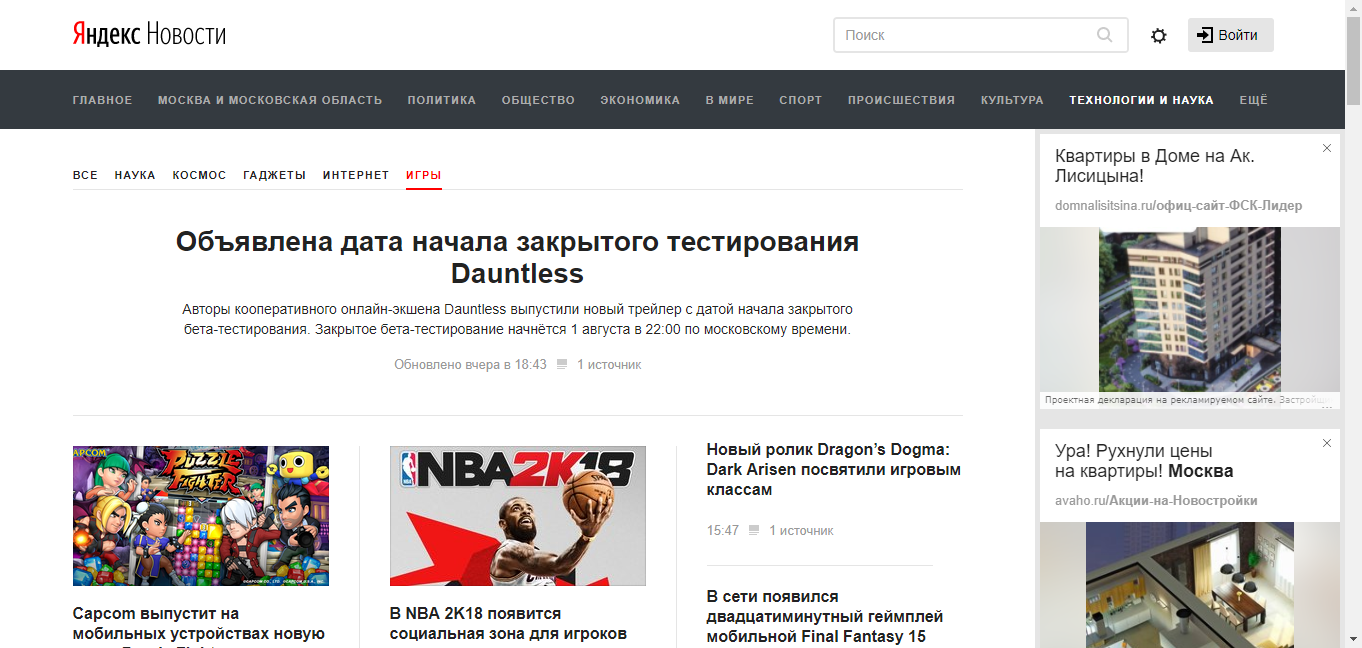 Яндекс Новости
Поиск
Войти
ГЛАВНОЕ МОСКВА И МОСКОВСКАЯ ОБЛАСТЬ ПОЛИТИКА ОБЩЕСТВО ЭКОНОМИКА В МИРЕ СПОРТ ПРОИСШЕСТВИЯ КУЛЬТУРА ТЕХНОЛОГИИ И НАУКА ЕЩЁ
ВСЕ НАУКА КОСМОС ГАДЖЕТЫ ИНТЕРНЕТ ИГРЫ
Объявлена дата начала закрытого тестирования
Dauntless
Авторы кооперативного онлайн-экшена Dauntless выпустили новый трейлер с датой начала закрытого
бета-тестирования. Закрытое бета-тестирование начнётся 1 августа в 22:00 по московскому времени.
Обновлено вчера в 18:43 1 источник
CAPCOM
PUZZLE
FIGHTER
Capcom выпустит на
мобильных устройствах новую
NBA 2K18
В NBA 2K18 появится
социальная зона для игроков
Новый ролик Dragon’s Dogma:
Dark Arisen посвятили игровым
классам
15:47 1 источник
В сети появился
двадцатиминутный геймплей
мобильной Final Fantasy 15
Квартиры в Доме на Ак.
Лисицына!
domnalisitsina.ru/офиц-сайт-ФСК-Лидер
Проектная декларация на рекламируемом сайте. Застройщик
...
Ура! Рухнули цены
на квартиры! Москва
avaho.ru/Акции-на-Новостройки